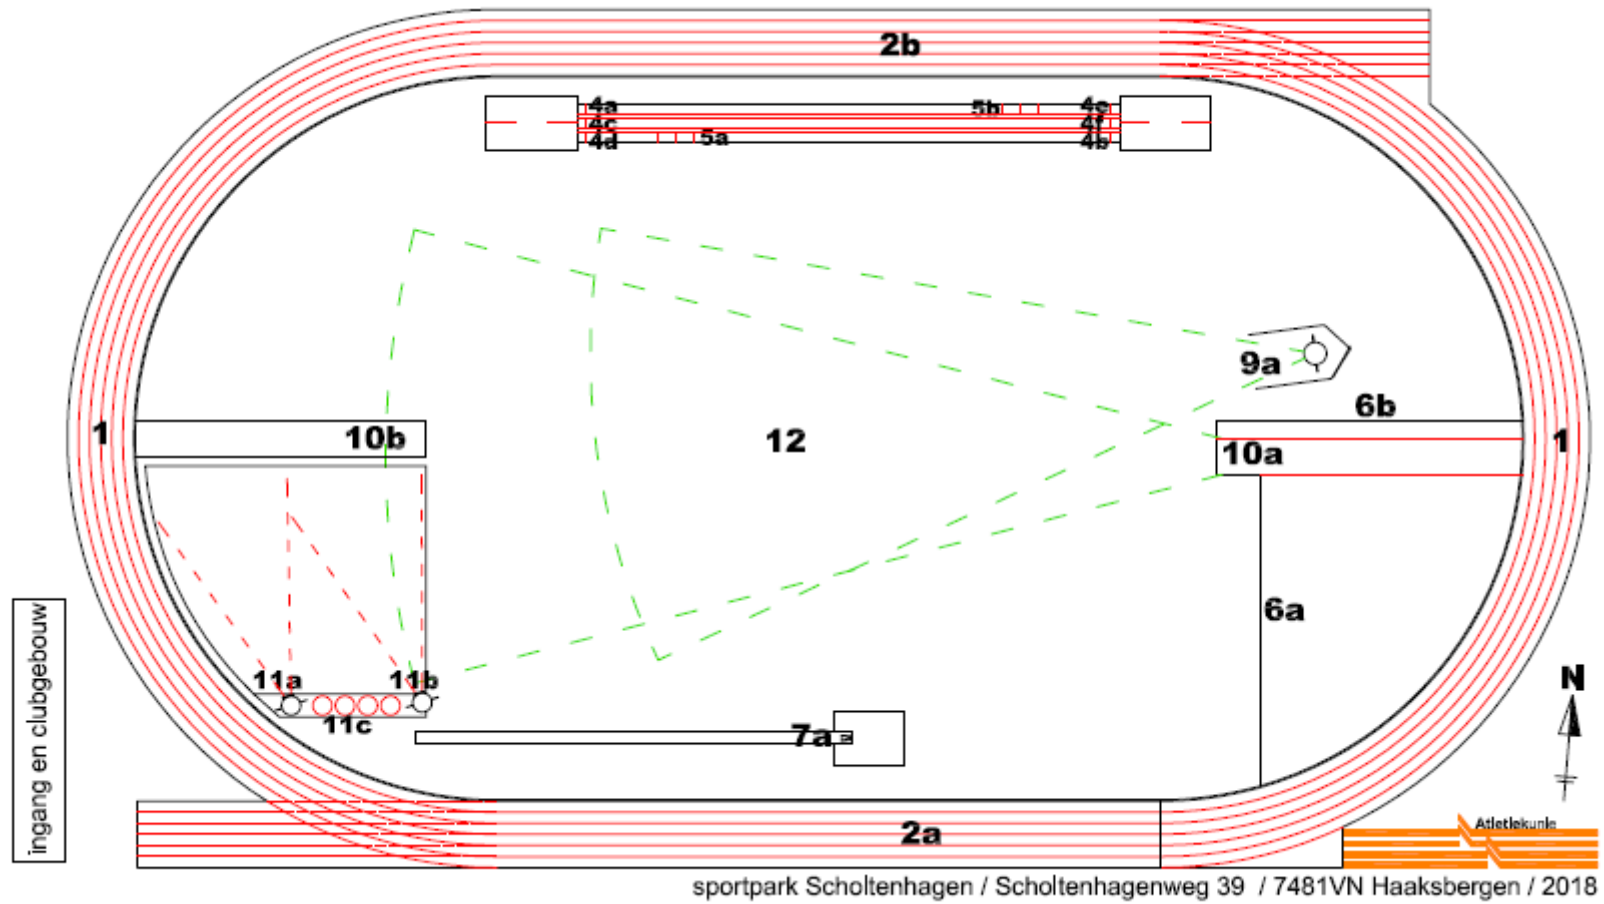 2b
4a 5b 4e
4c 4f
4d 5a 4b
9a
6b
1 10b 12 10a 1
6a
11a 11b
11c
7a
N
ingang en clubgebouw
2a
Atletiekunie
sportpark Scholtenhagen / Scholtenhagenweg 39 / 7481VN Haaksbergen / 2018